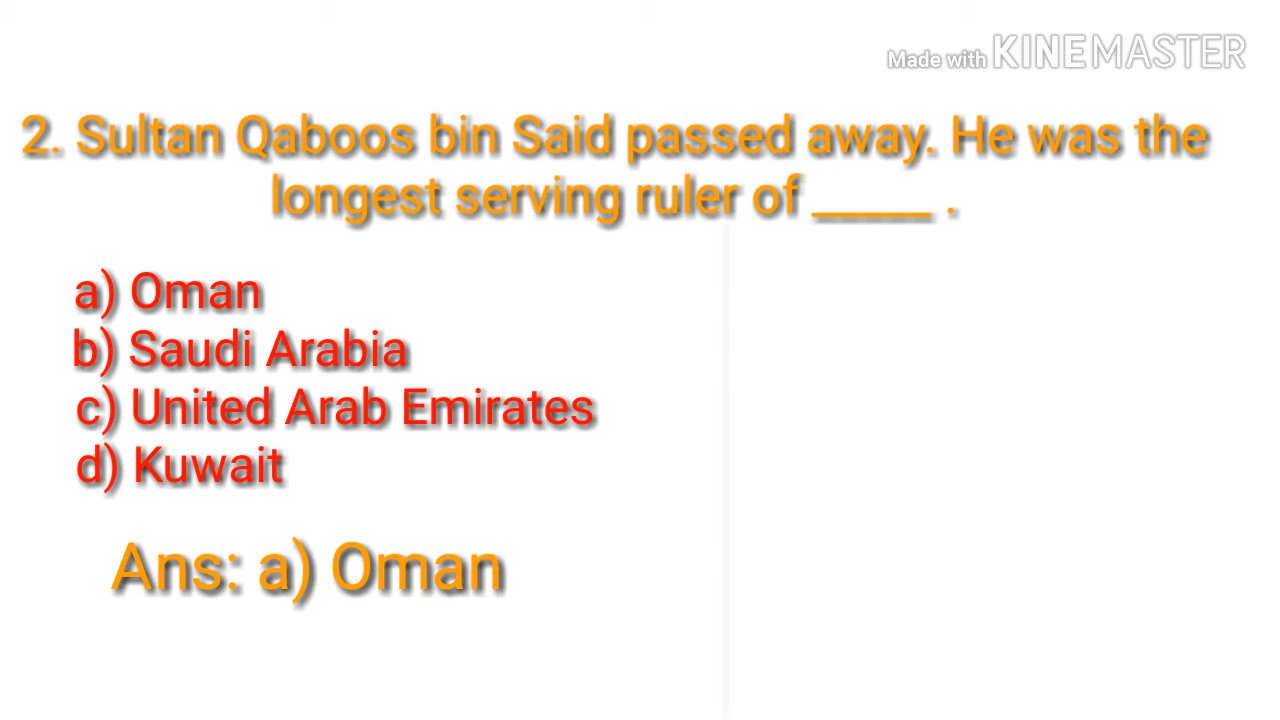 Made with KINEMASTER
2. Sultan Qaboos bin Said passed away. He was the
longest serving ruler of _____ .
a) Oman
b) Saudi Arabia
c) United Arab Emirates
d) Kuwait
Ans: a) Oman